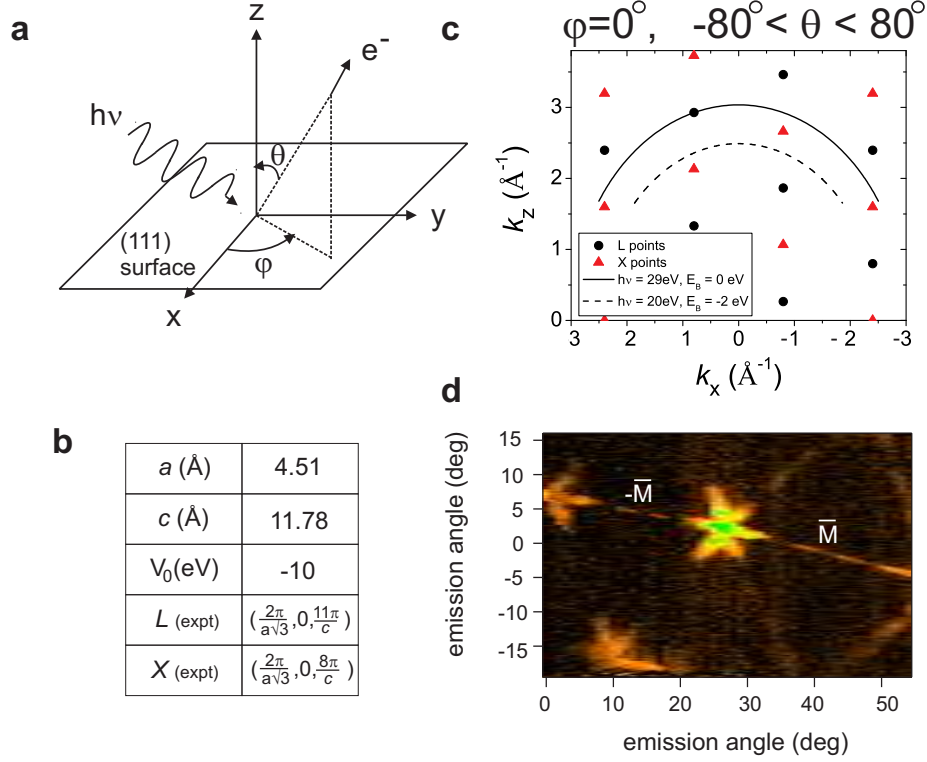 a
z
e-
hν
θ
y
(111)
surface
φ
x
b
a (Å) 4.51
c (Å) 11.78
V0(eV) -10
L (expt) (2π/a√3,0,11π/c)
X (expt) (2π/a√3,0,8π/c)
c
φ=0°, -80°< θ < 80°
kz (Å-1)
3
2
1
0
L points
X points
hν = 29eV, EB = 0 eV
hν = 20eV, EB = -2 eV
3 2 1 0 -1 -2 -3
kx (Å-1)
d
emission angle (deg)
15
10
5
0
-5
-10
-15
-M̅
M̅
0 10 20 30 40 50
emission angle (deg)